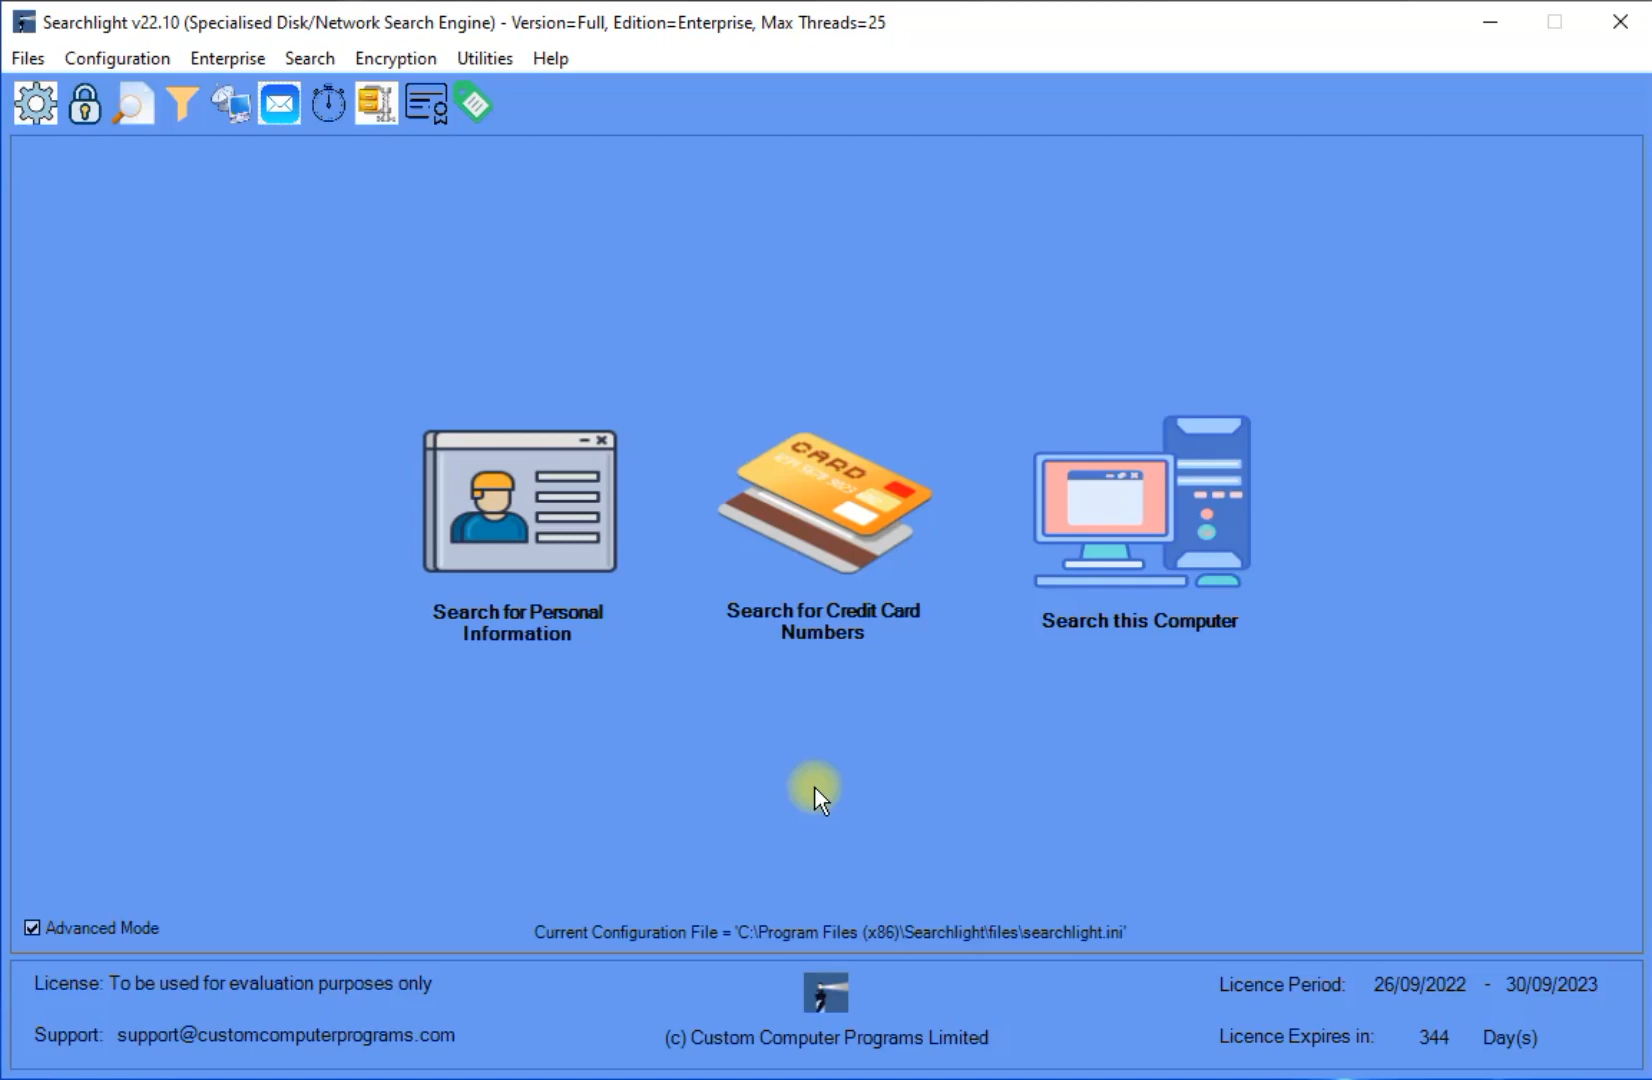 Searchlight v22.10 (Specialised Disk/Network Search Engine) - Version=Full, Edition=Enterprise, Max Threads=25
Files Configuration Enterprise Search Encryption Utilities Help
CARD
Search for Personal
Information
Search for Credit Card
Numbers
Search this Computer
Advanced Mode
Current Configuration File = 'C:\Program Files (x86)\Searchlight\files\searchlight.ini'
License: To be used for evaluation purposes only
Licence Period: 26/09/2022 - 30/09/2023
Support: support@customcomputerprograms.com
(c) Custom Computer Programs Limited
Licence Expires in: 344 Day(s)